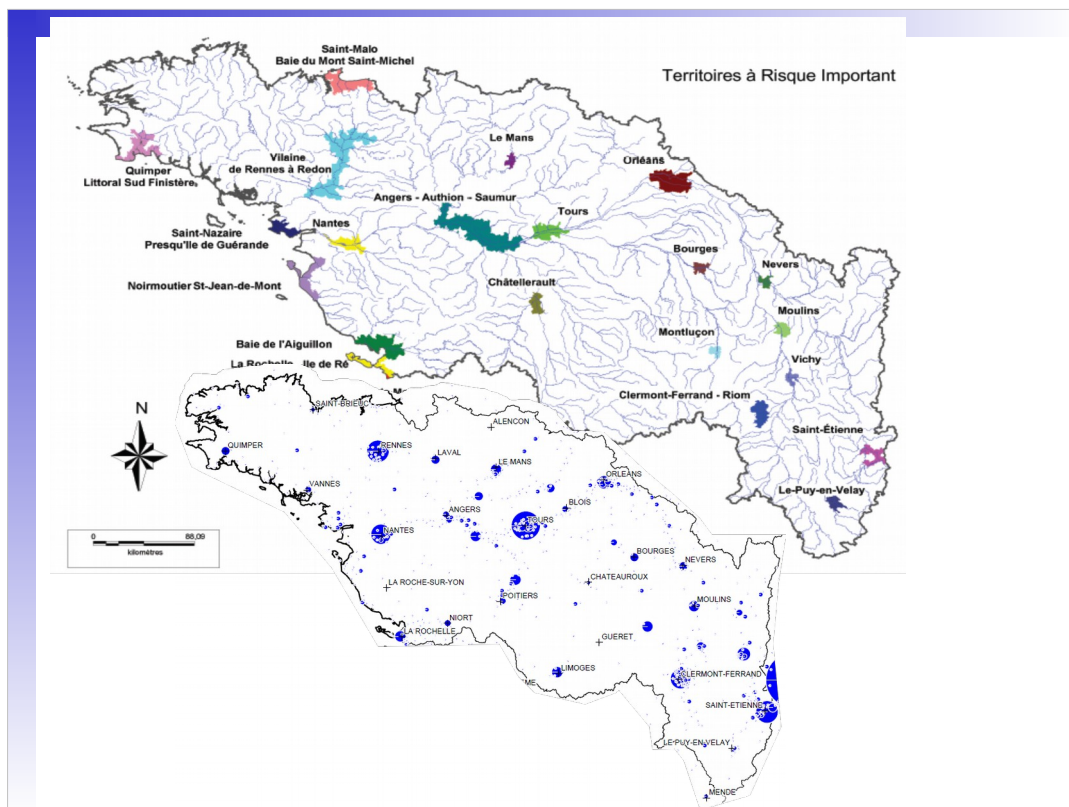 Saint-Malo
Baie du Mont Saint-Michel
Territoires à Risque Important
Le Mans
Orléans
Vilaine
de Rennes à Redon
Quimper
Littoral Sud Finistère
Angers - Authion - Saumur
Tours
Nantes
Saint-Nazaire
Presqu'Ile de Guérande
Bourges
Nevers
Noirmoutier St-Jean-de-Mont
Châtellerault
Moulins
Montluçon
Baie de l'Aiguillon
La Rochelle Ile de Ré
Vichy
Clermont-Ferrand - Riom
Saint-Étienne
Le-Puy-en-Velay
N
SAINT-BRIEUC
ALENCON
QUIMPER
RENNES
LAVAL
LE MANS
ORLEANS
VANNES
BLOIS
ANGERS
NANTES
TOURS
0 88,09
kilomètres
BOURGES
NEVERS
LA ROCHE-SUR-YON
CHATEAUROUX
POITIERS
MOULINS
NIORT
LA ROCHELLE
GUERET
LIMOGES
CLERMONT-FERRAND
ME
SAINT-ETIENNE
LE-PUY-EN-VELAY
MENDE